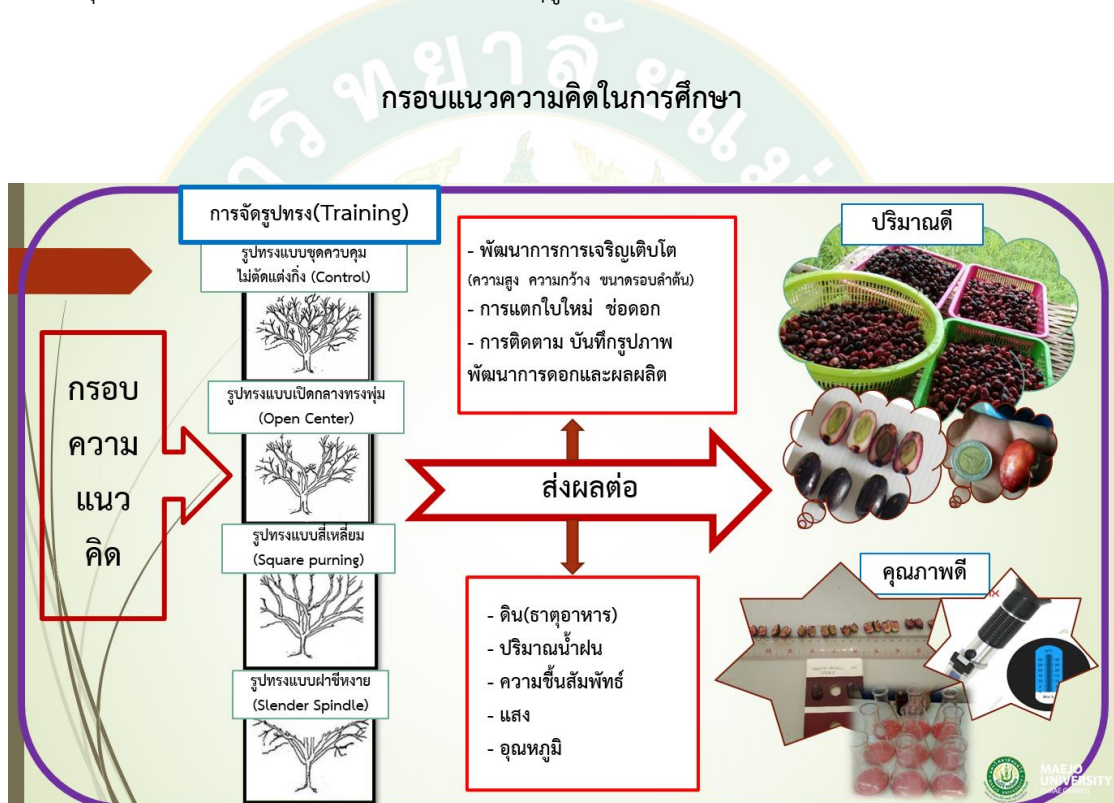 กรอบแนวความคิดในการศึกษา
การจัดรูปทรง(Training)
รูปทรงแบบชุดควบคุม
ไม่ตัดแต่งกิ่ง (Control)
รูปทรงแบบเปิดกลางทรงพุ่ม
(Open Center)
รูปทรงแบบสี่เหลี่ยม
(Square purning)
รูปทรงแบบฝาชีหงาย
(Slender Spindle)
กรอบ
ความ
แนว
คิด
- พัฒนาการการเจริญเติบโต
(ความสูง ความกว้าง ขนาดรอบลำต้น)
- การแตกใบใหม่ ช่อดอก
- การติดตาม บันทึกรูปภาพ
พัฒนาการดอกและผลผลิต
ส่งผลต่อ
- ดิน(ธาตุอาหาร)
- ปริมาณน้ำฝน
- ความชื้นสัมพัทธ์
- แสง
- อุณหภูมิ
ปริมาณดี
คุณภาพดี
MAEJO
UNIVERSITY